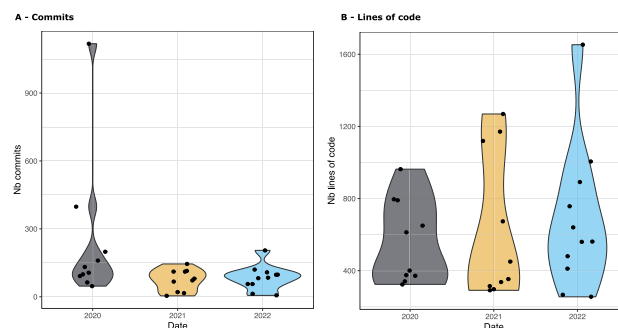 A - Commits
Nb commits
900
600
300
0
2020
2021
2022
Date
B - Lines of code
Nb lines of code
1600
1200
800
400
2020
2021
2022
Date